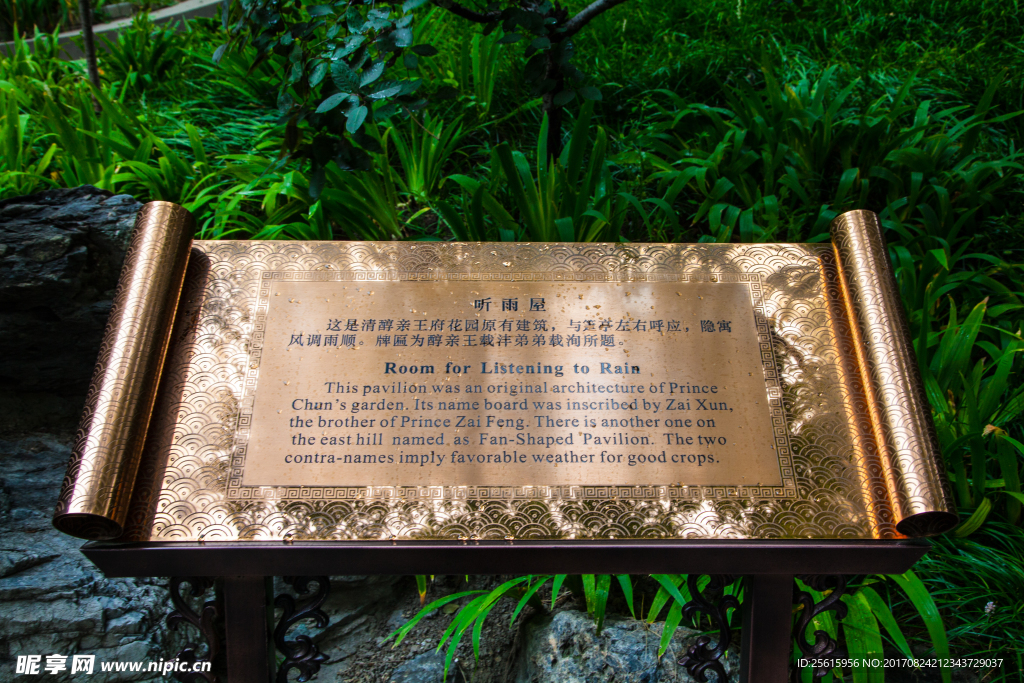 听雨屋
这是清醇亲王府花园原有建筑，与箑亭左右呼应，隐寓
风调雨顺。牌匾为醇亲王载沣弟弟载洵所题。
Room for Listening to Rain
This pavilion was an original architecture of Prince
Chun's garden. Its name board was inscribed by Zai Xun,
the brother of Prince Zai Feng. There is another one on
the east hill named as Fan-Shaped Pavilion. The two
contra-names imply favorable weather for good crops.
昵享网 www.nipic.cn
ID:25615956 NO:20170824212343729037